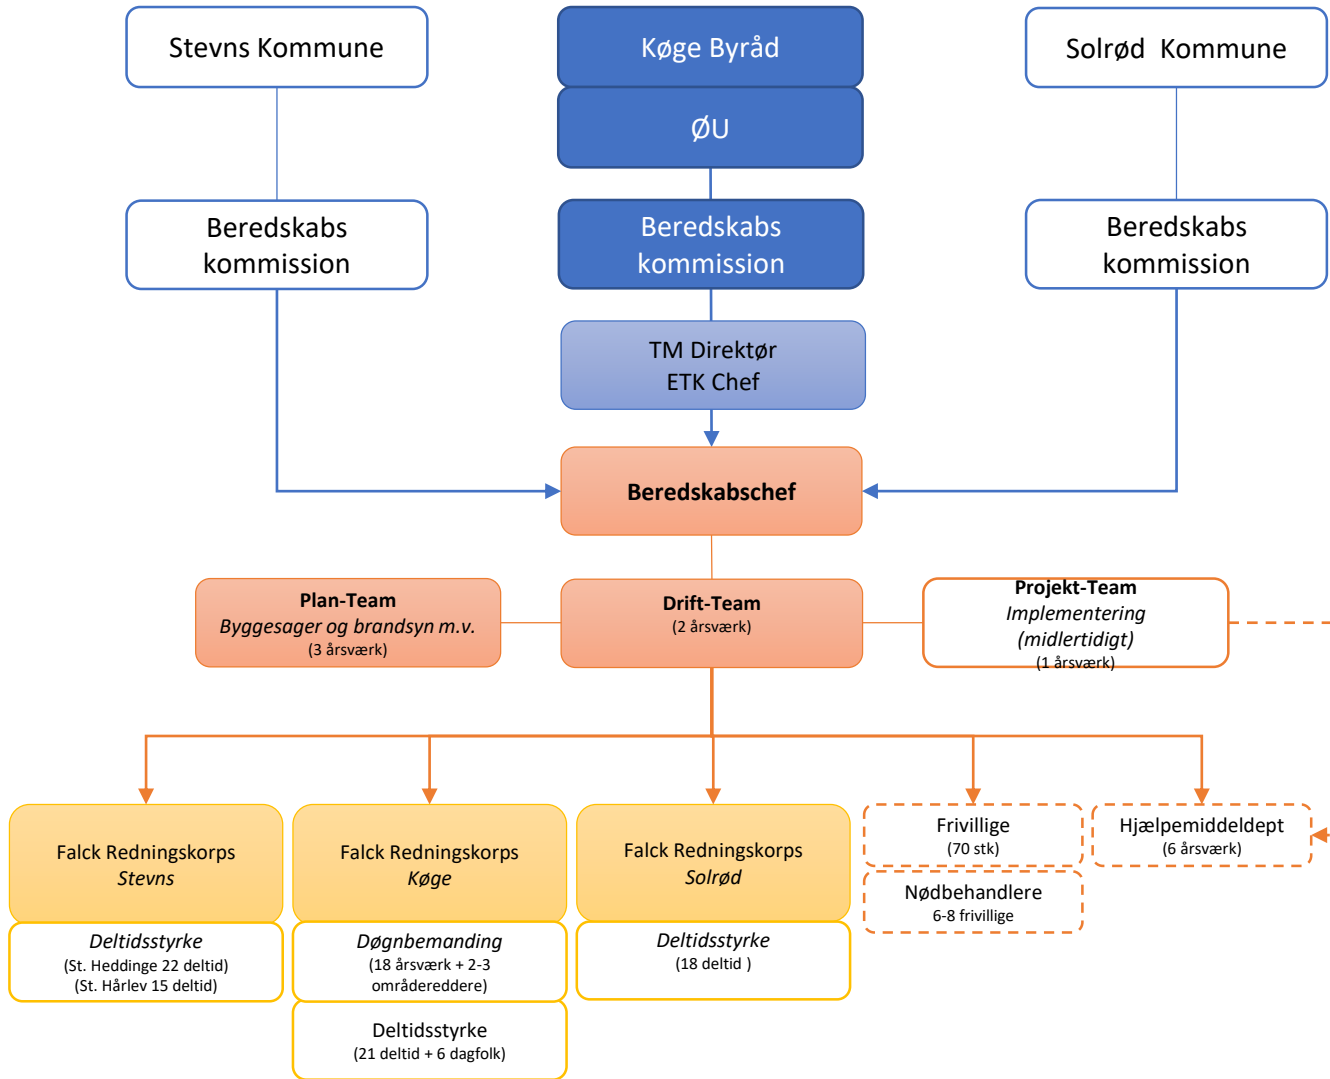 Stevns Kommune
Køge Byråd
Solrød Kommune
ØU
Beredskabs
kommission
Beredskabs
kommission
Beredskabs
kommission
TM Direktør
ETK Chef
Beredskabschef
Plan-Team
Byggesager og brandsyn m.v.
(3 årsværk)
Drift-Team
(2 årsværk)
Projekt-Team
Implementering
(midlertidigt)
(1 årsværk)
Falck Redningskorps
Stevns
Deltidsstyrke
(St. Heddinge 22 deltid)
(St. Hårlev 15 deltid)
Falck Redningskorps
Køge
Døgnbemanding
(18 årsværk + 2-3
områdereddere)
Deltidsstyrke
(21 deltid + 6 dagfolk)
Falck Redningskorps
Solrød
Deltidsstyrke
(18 deltid )
Frivillige
(70 stk)
Nødbehandlere
6-8 frivillige
Hjælpemiddeldept
(6 årsværk)